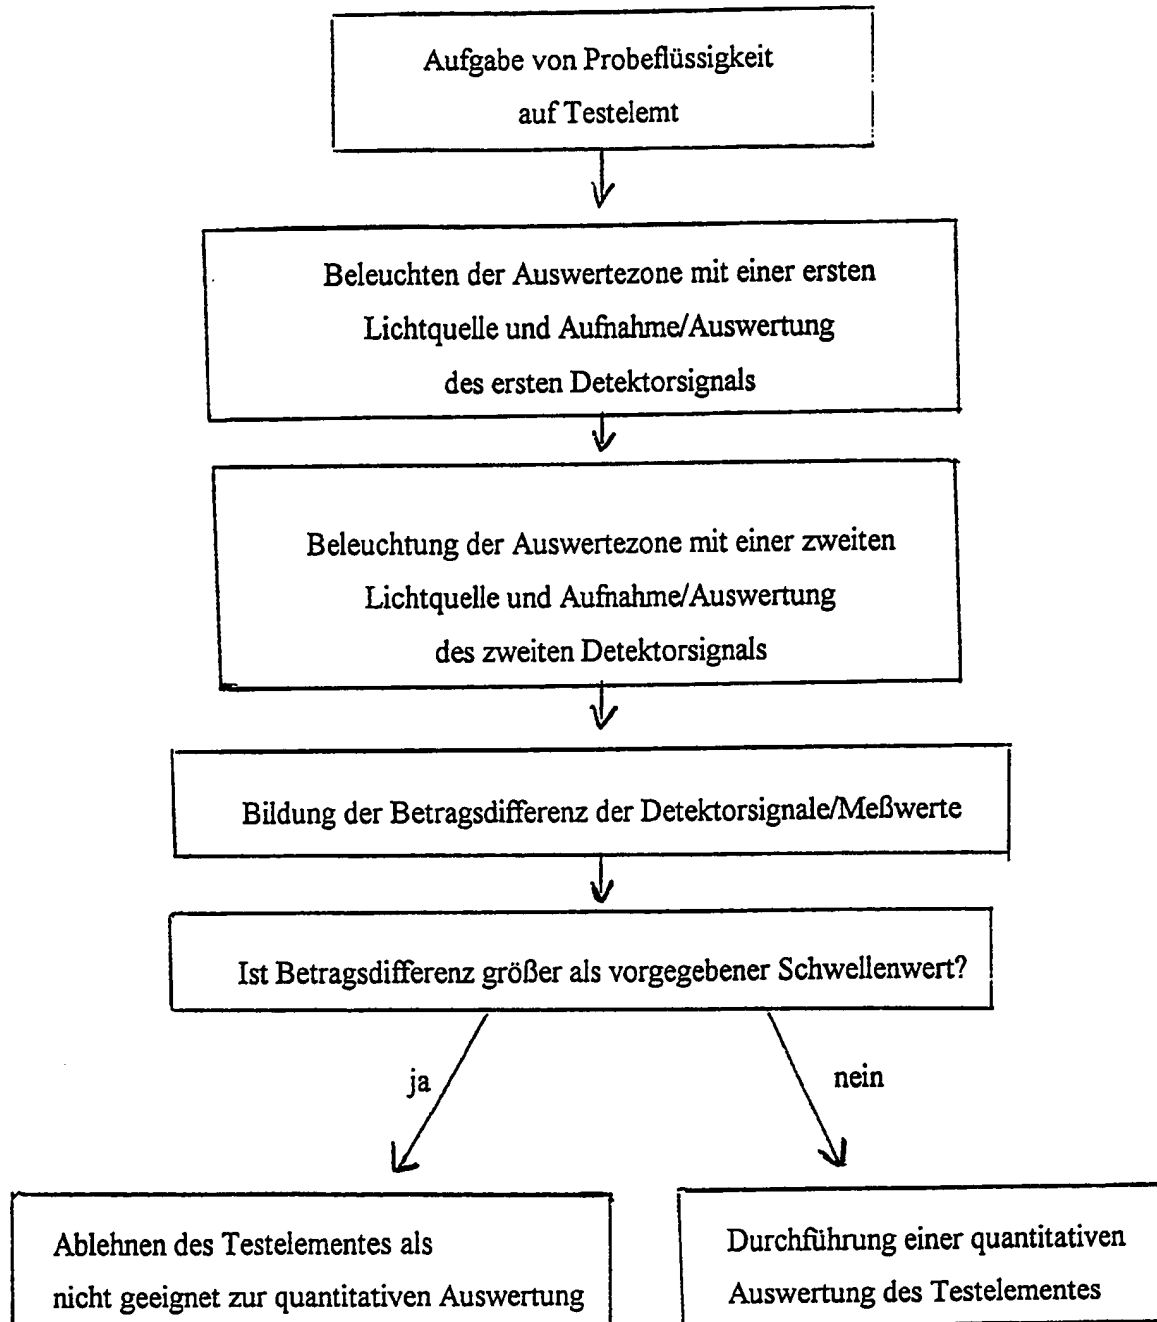 Aufgabe von Probeflüssigkeit
auf Testelemt
Beleuchten der Auswertezone mit einer ersten
Lichtquelle und Aufnahme/Auswertung
des ersten Detektorsignals
Beleuchtung der Auswertezone mit einer zweiten
Lichtquelle und Aufnahme/Auswertung
des zweiten Detektorsignals
Bildung der Betragsdifferenz der Detektorsignale/Meßwerte
Ist Betragsdifferenz größer als vorgegebener Schwellenwert?
ja
nein
Ablehnen des Testelementes als
nicht geeignet zur quantitativen Auswertung
Durchführung einer quantitativen
Auswertung des Testelementes